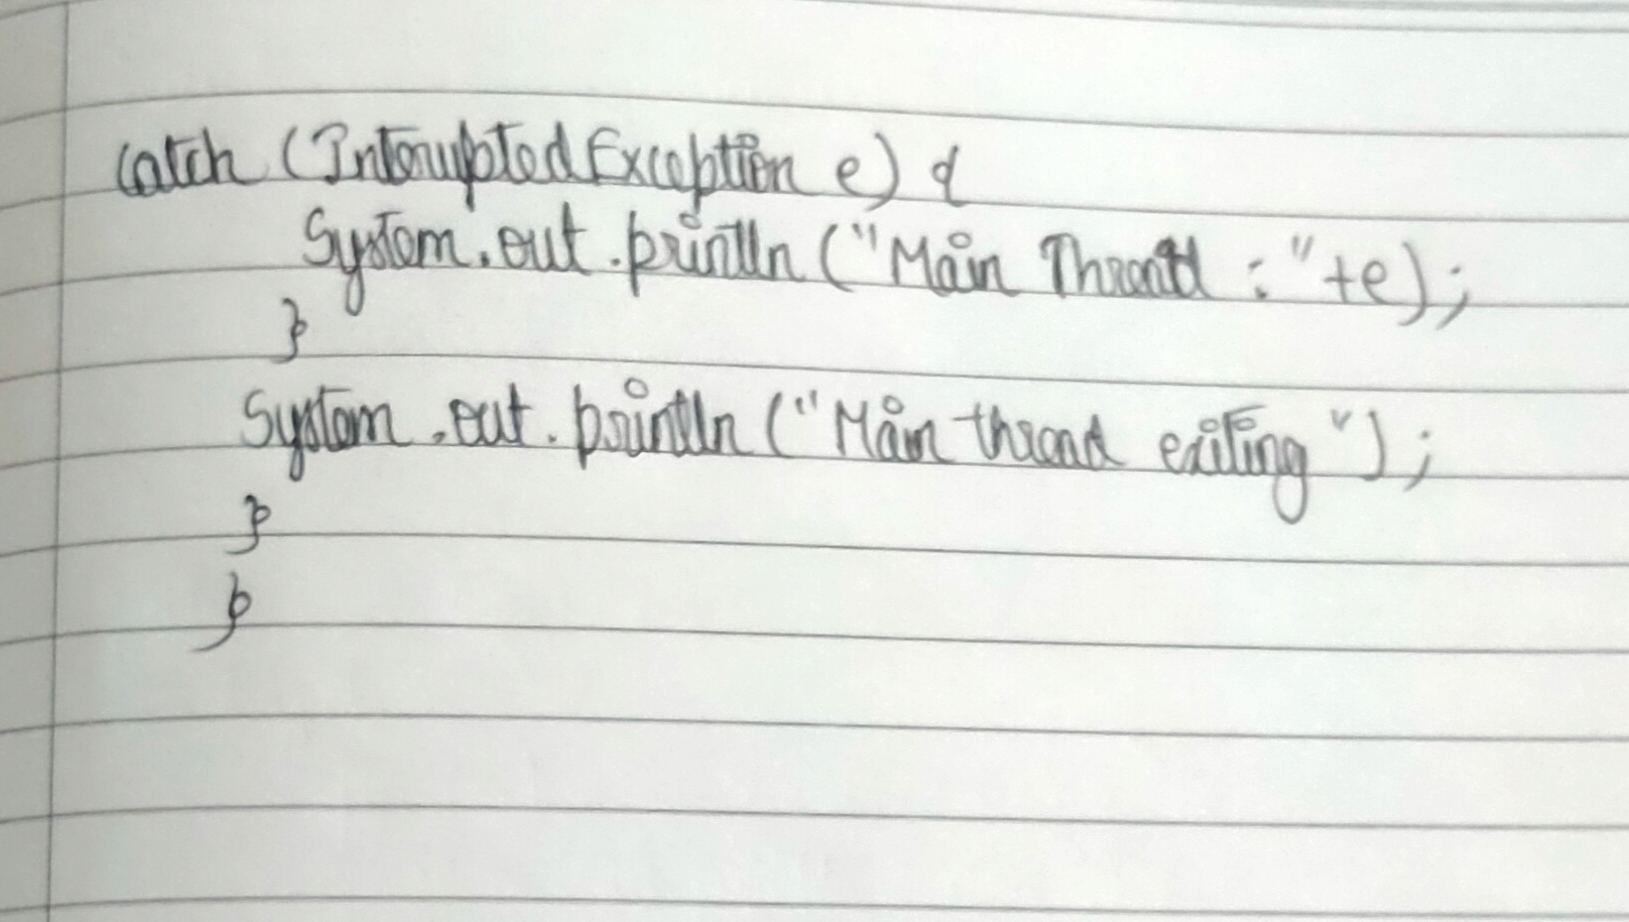 catch (InterruptedException e) {
System.out.println ("Main Thread : "+e);
}
System.out.println ("Main thread exiting");
}
}